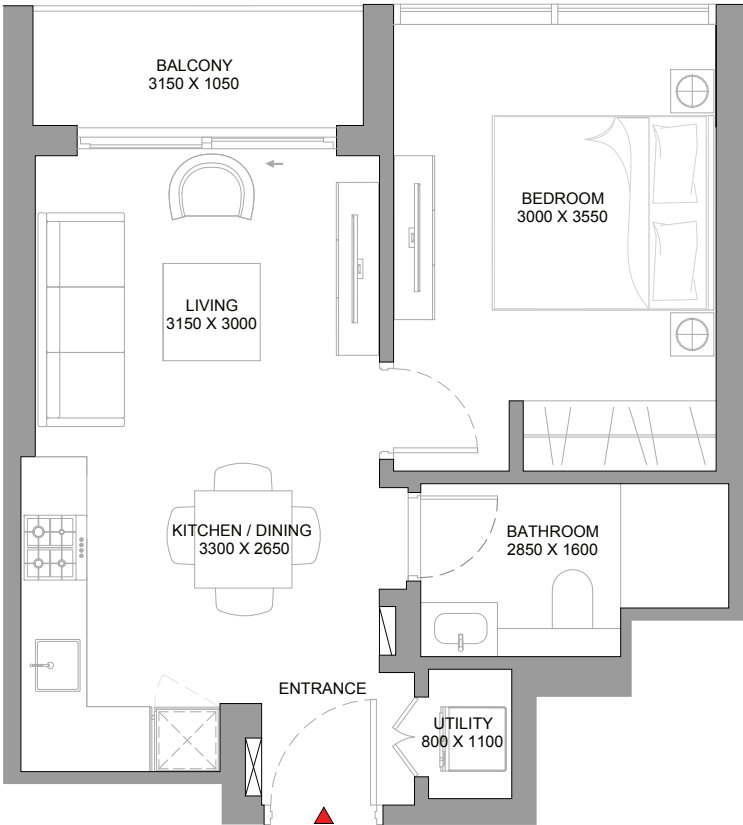 BALCONY
3150 X 1050
BEDROOM
3000 X 3550
LIVING
3150 X 3000
KITCHEN / DINING
3300 X 2650
BATHROOM
2850 X 1600
ENTRANCE
UTILITY
800 X 1100